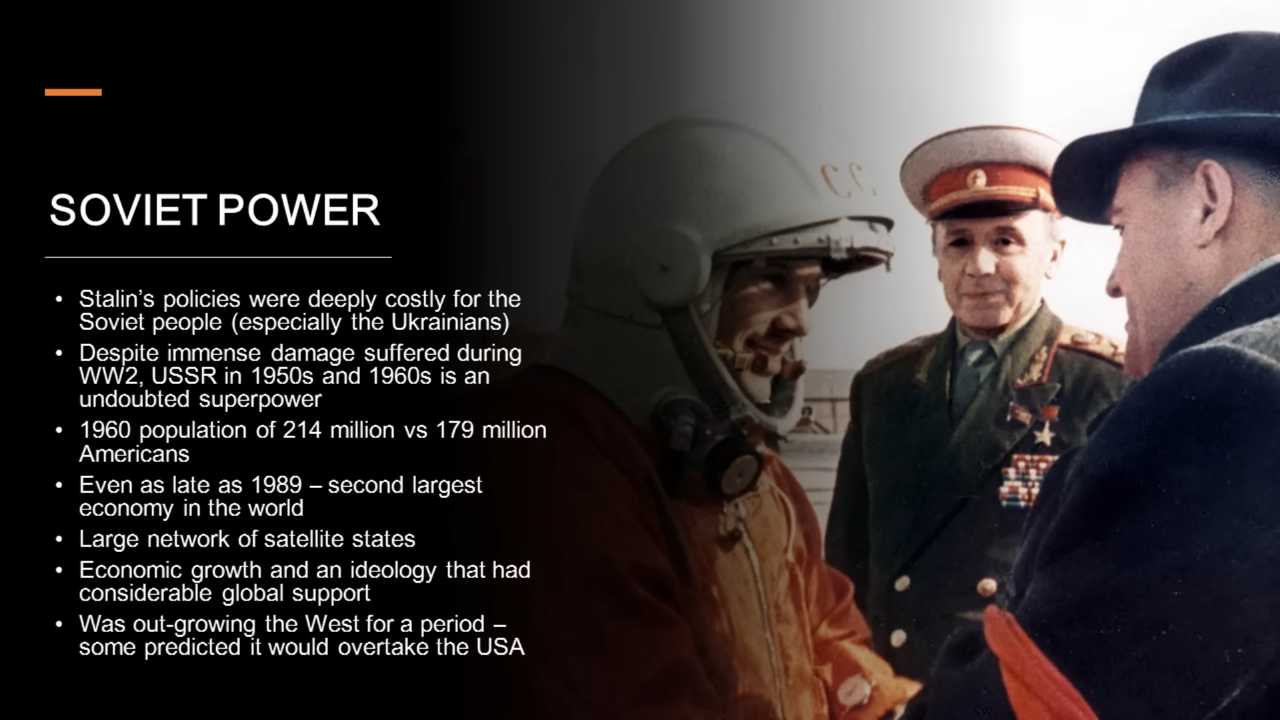 SOVIET POWER
• Stalin’s policies were deeply costly for the
Soviet people (especially the Ukrainians)
• Despite immense damage suffered during
WW2, USSR in 1950s and 1960s is an
undoubted superpower
• 1960 population of 214 million vs 179 million
Americans
• Even as late as 1989 – second largest
economy in the world
• Large network of satellite states
• Economic growth and an ideology that had
considerable global support
• Was out-growing the West for a period –
some predicted it would overtake the USA
СС